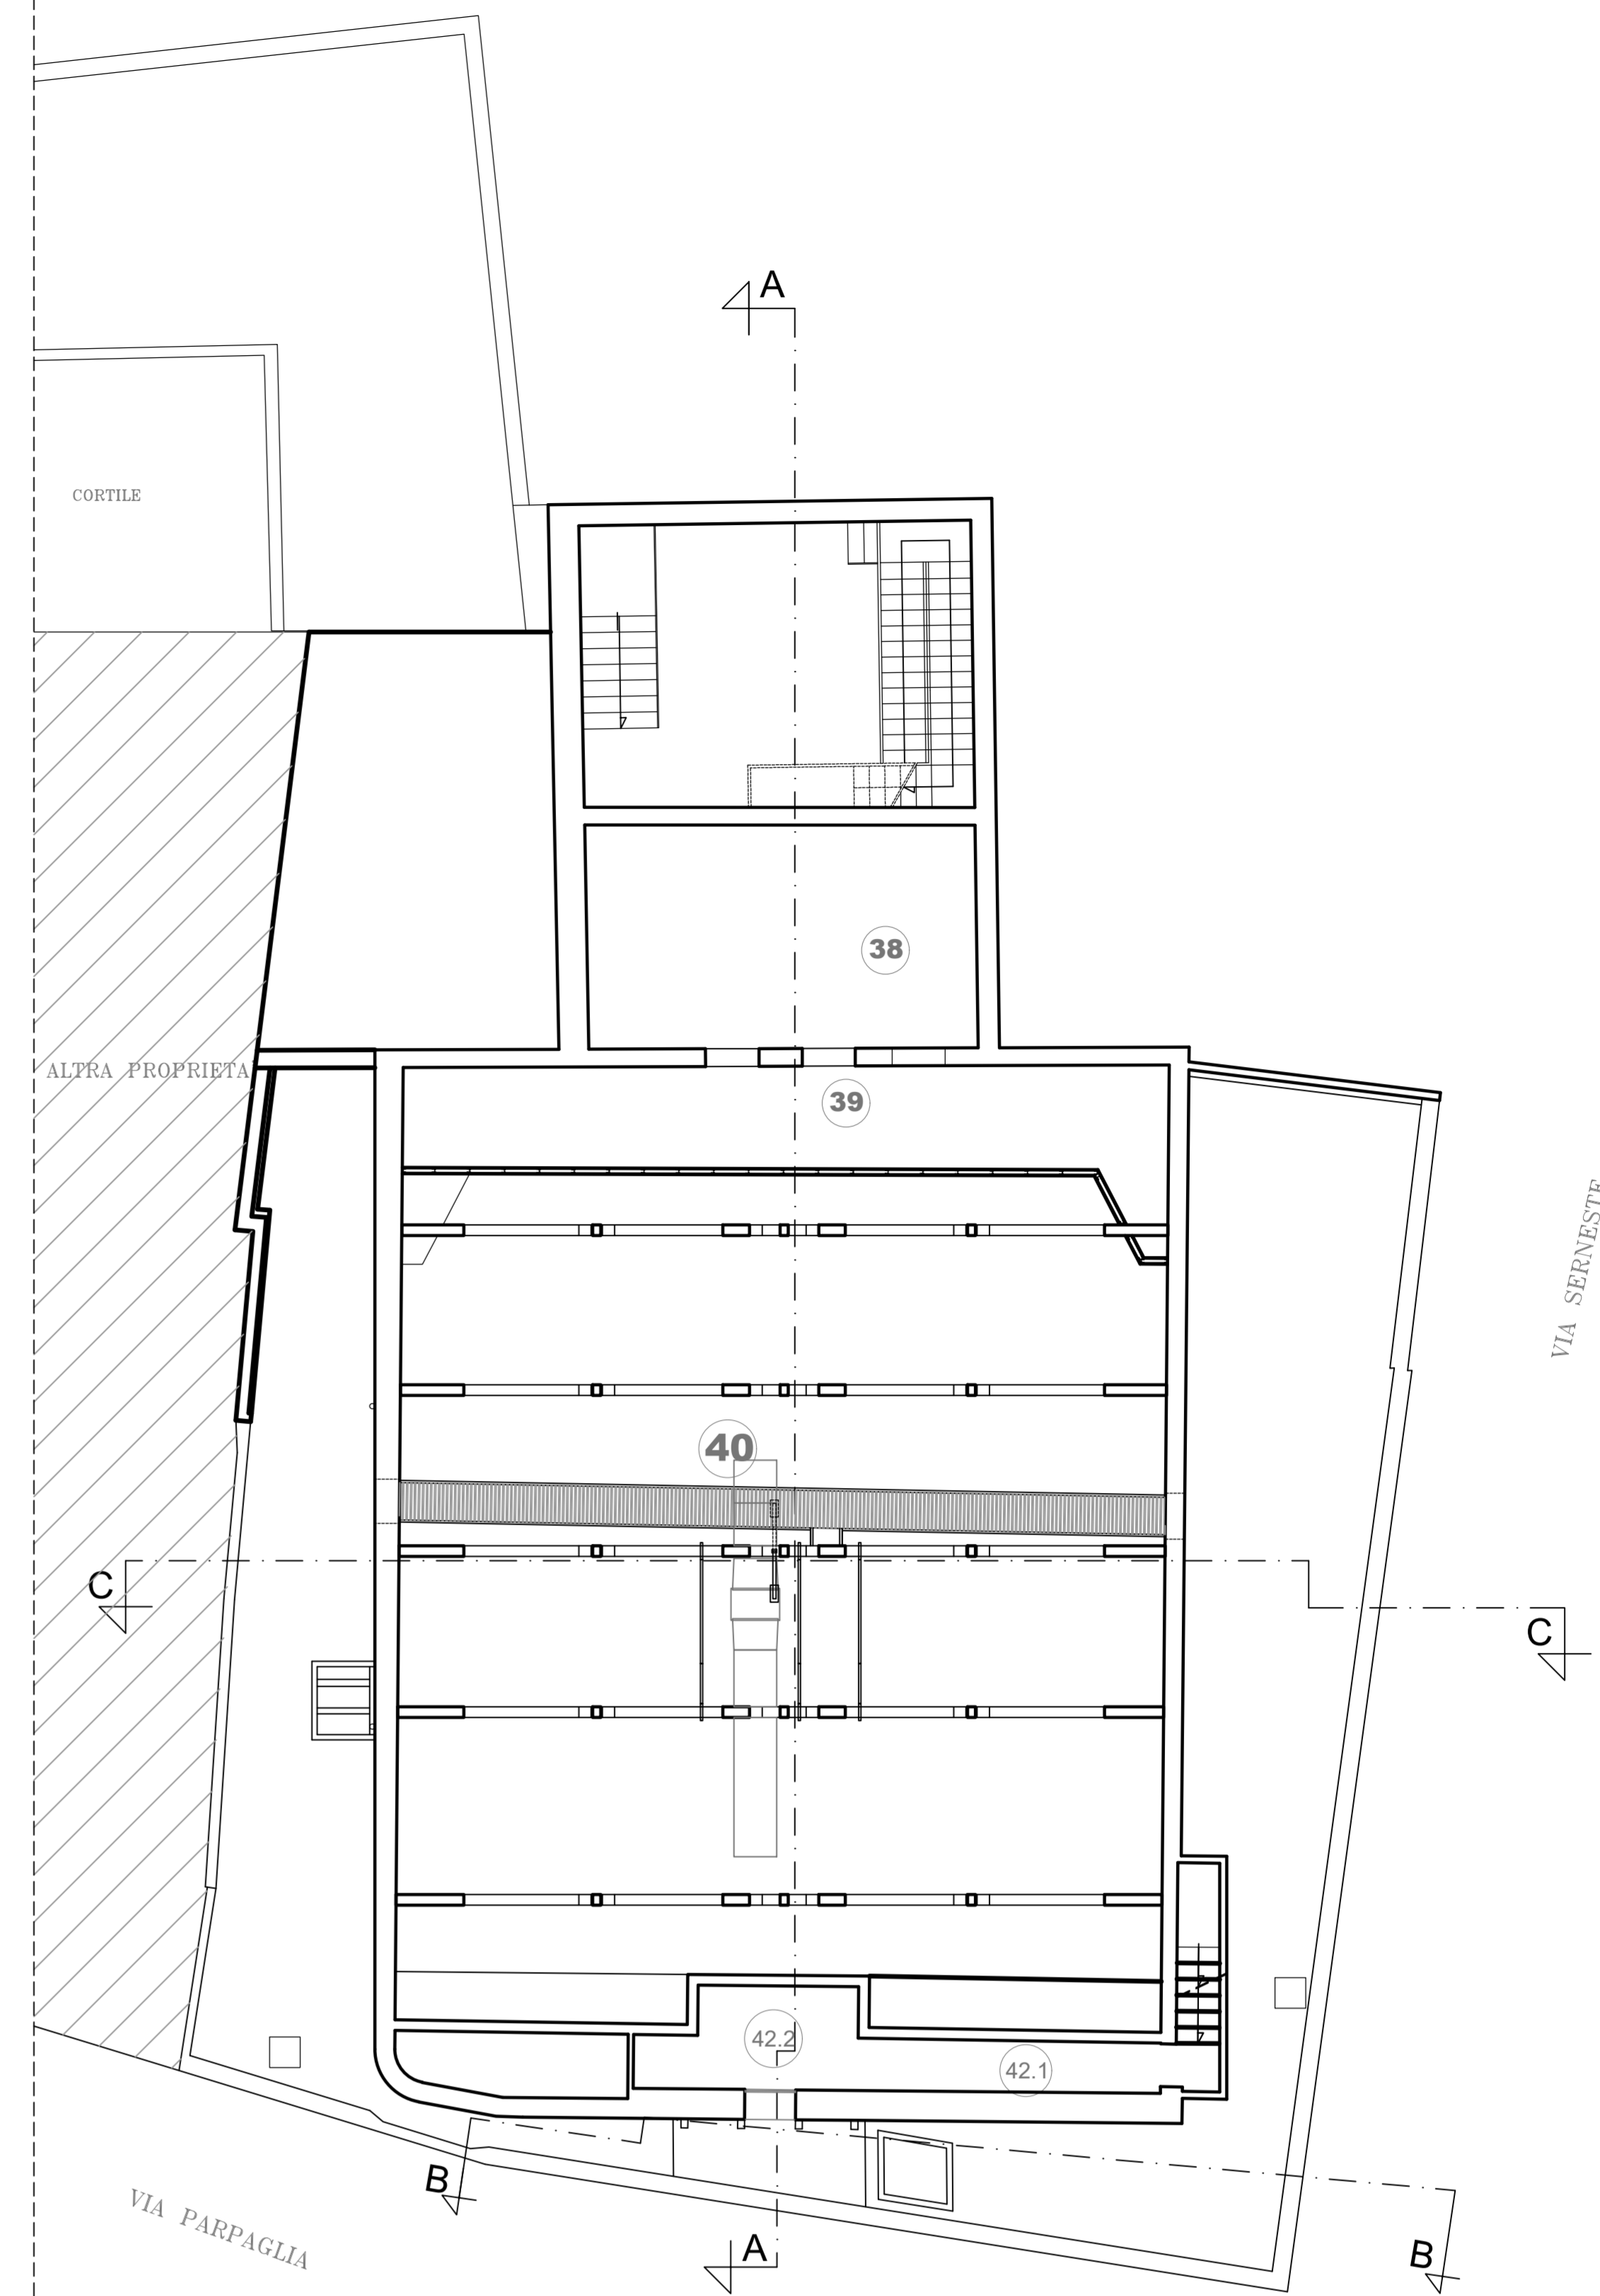 A
CORTILE
38
ALTRA PROPRIETA'
39
VIA SERNESTE
40
C
C
42.2
42.1
B
VIA PARPAGLIA
A
B